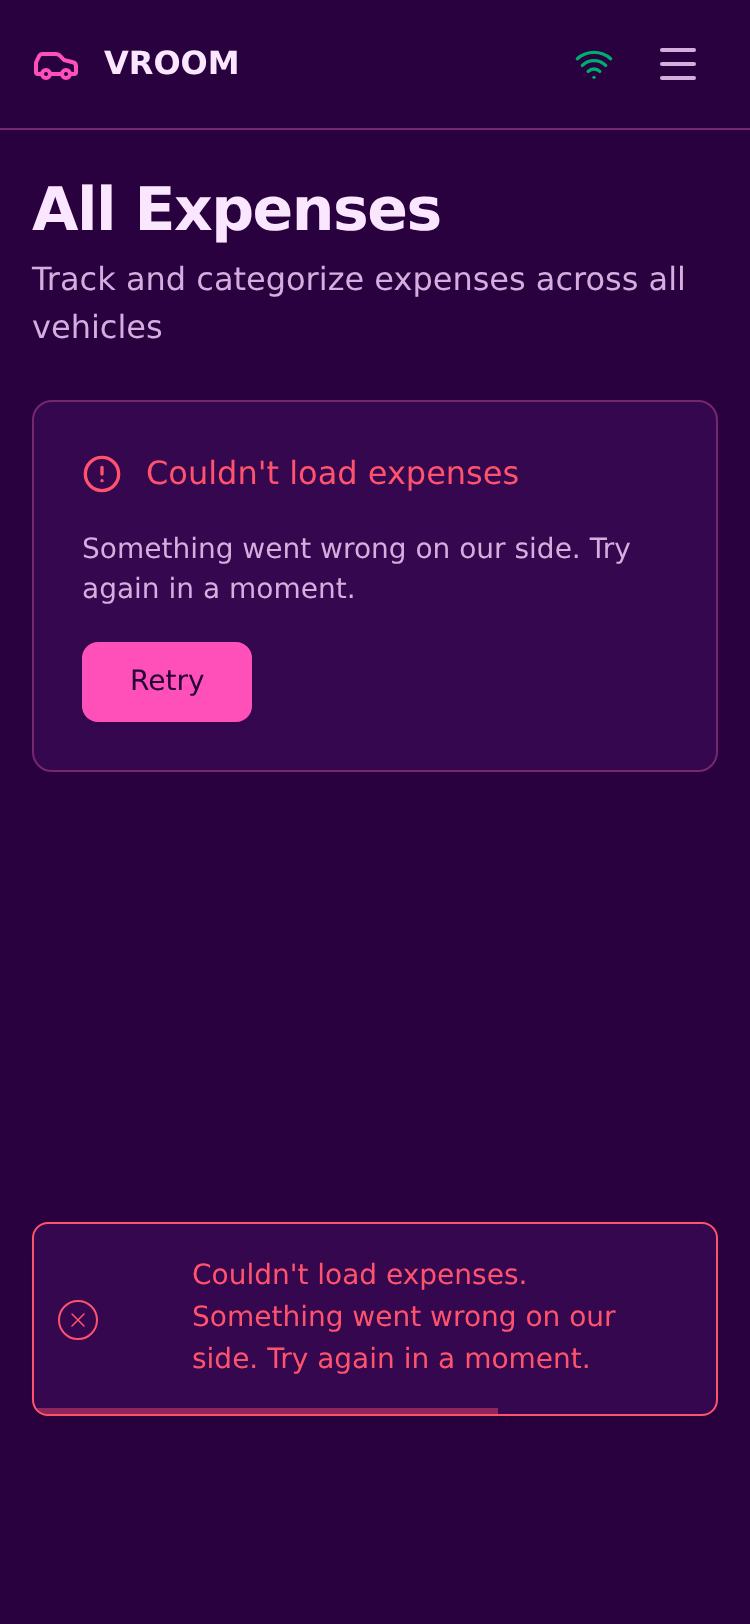 VROOM
All Expenses
Track and categorize expenses across all
vehicles
Couldn't load expenses
Something went wrong on our side. Try
again in a moment.
Retry
Couldn't load expenses.
Something went wrong on our
side. Try again in a moment.